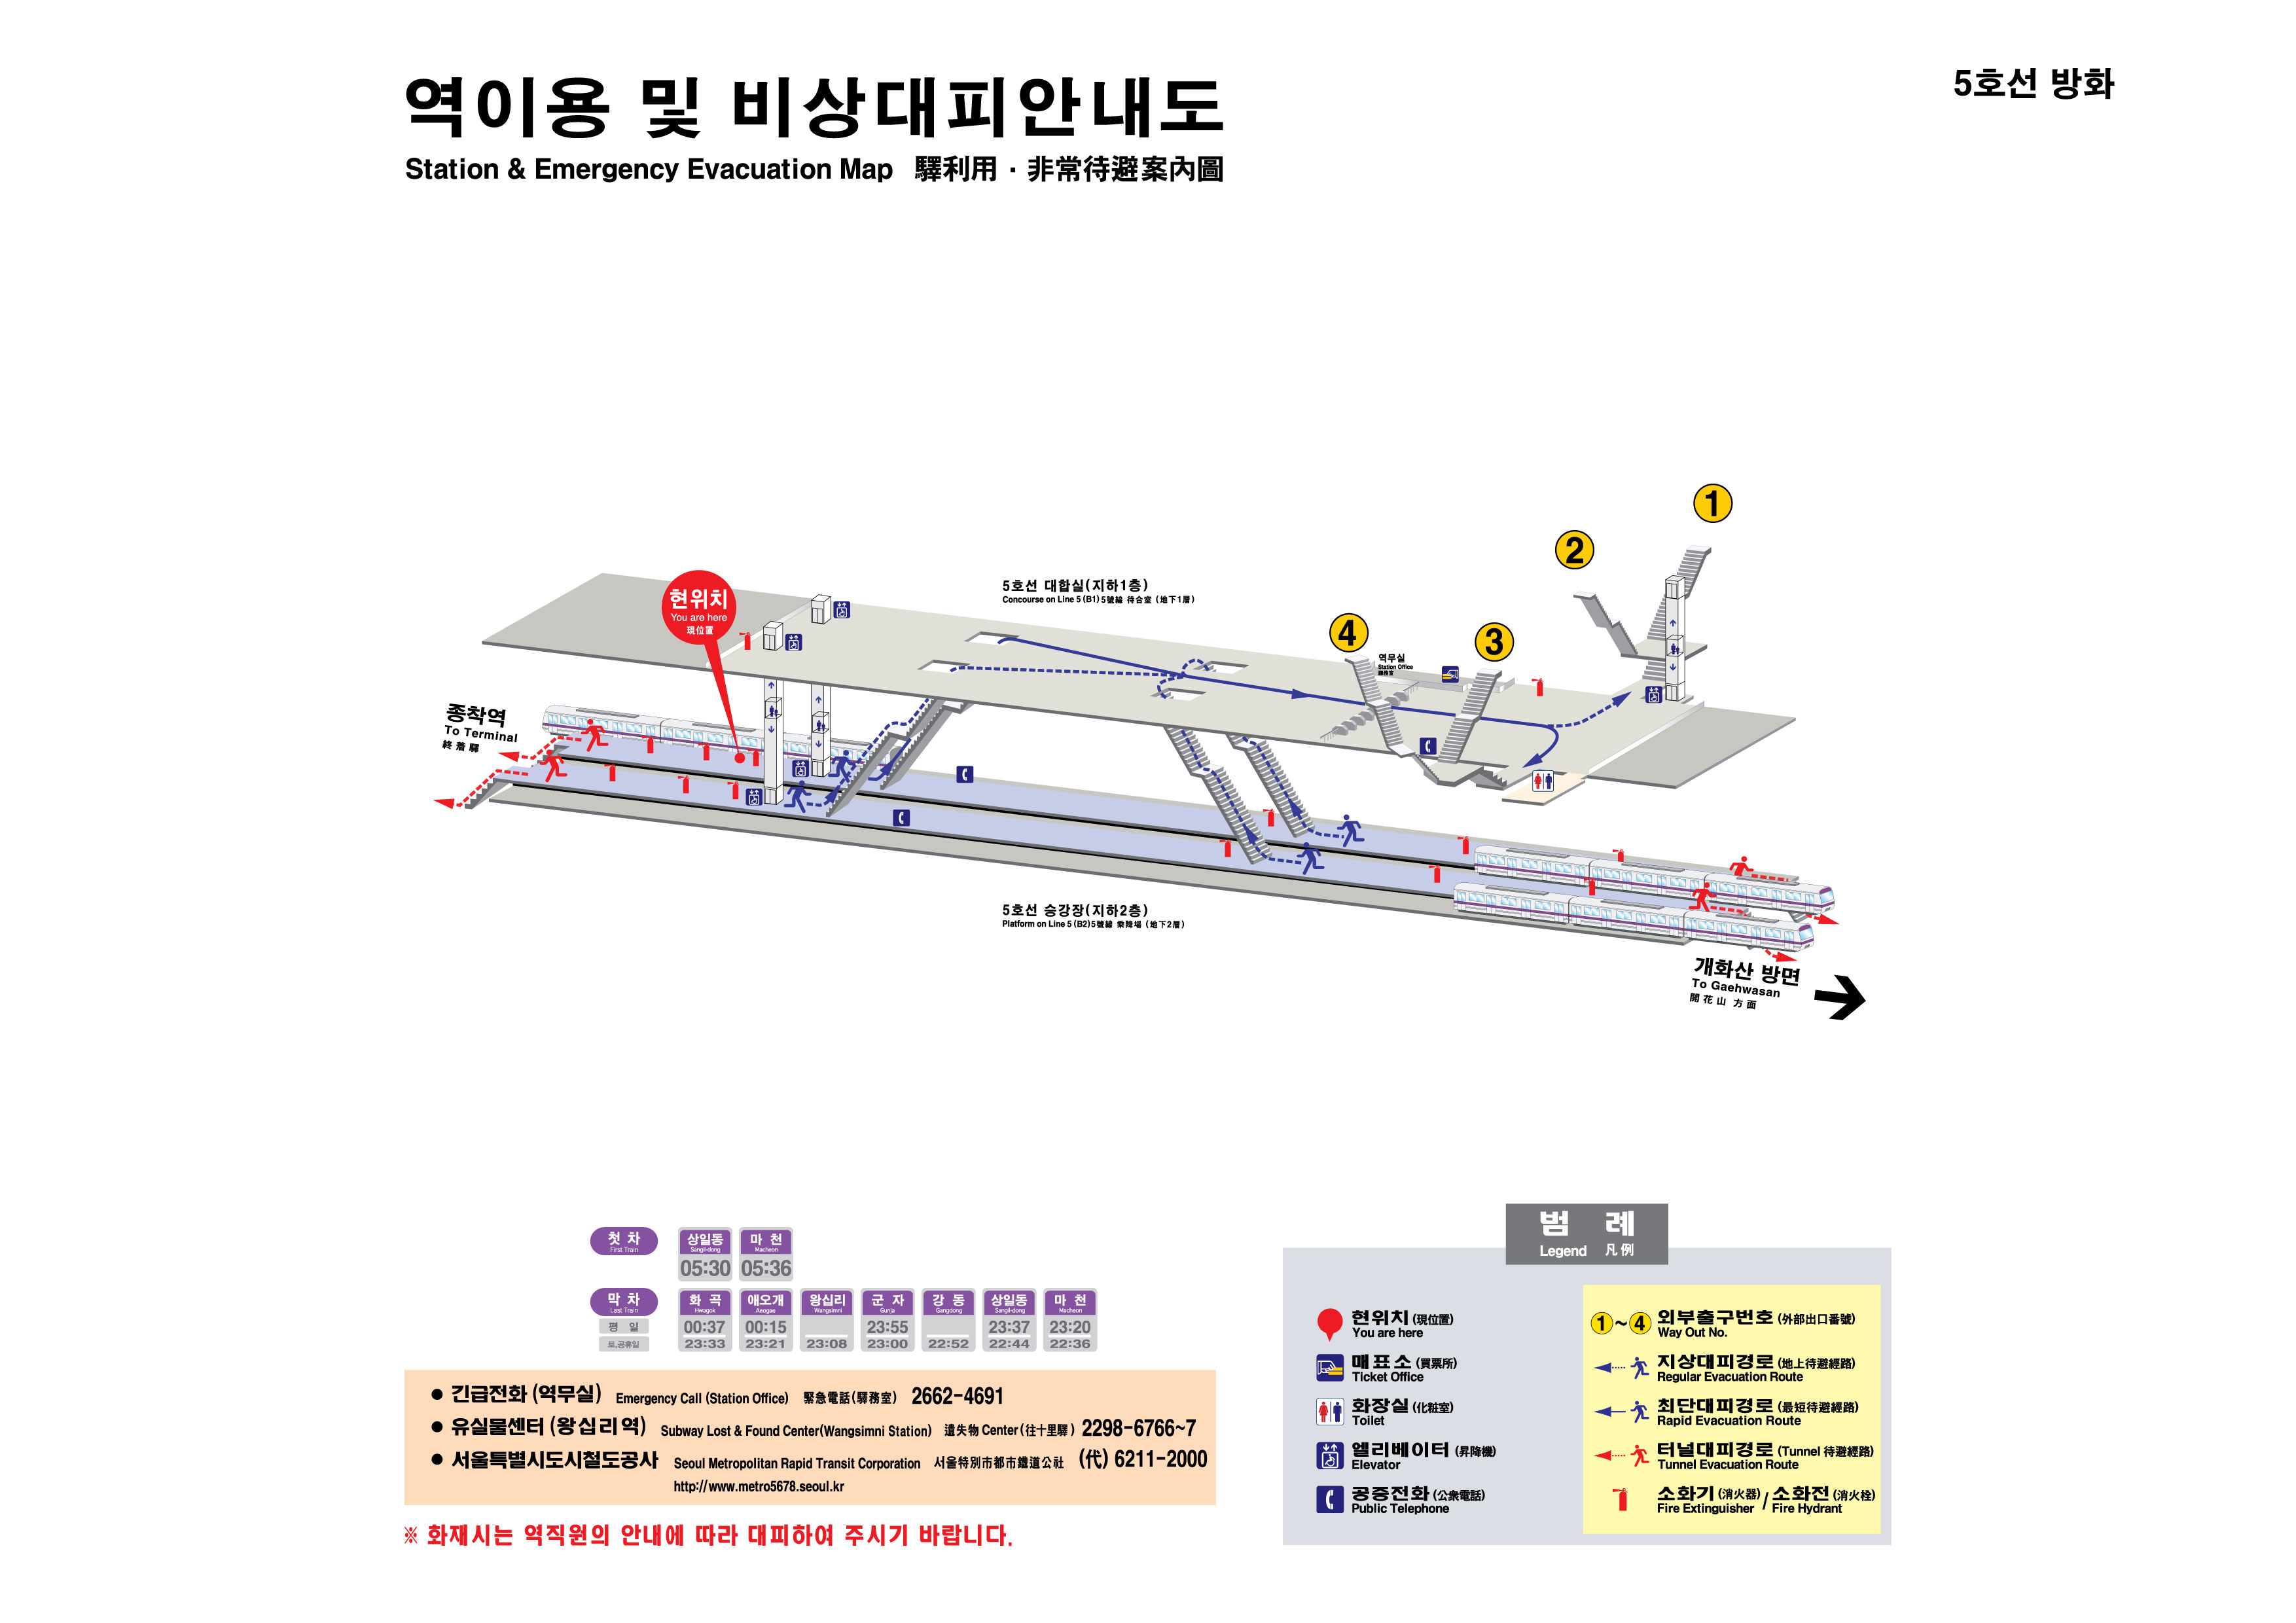 역이용 및 비상대피안내도
Station & Emergency Evacuation Map 驛利用 · 非常待避案內圖
5호선 방화
1
2
3
4
현위치
You are here
現位置
5호선 대합실(지하1층)
Concourse on Line 5 (B1) 5號線 待合室 (地下1層)
역무실
Station Office
驛務室
종착역
To Terminal
終着驛
5호선 승강장(지하2층)
Platform on Line 5 (B2) 5號線 乘降場 (地下2層)
개화산 방면
To Gaehwasan
開花山 方面
첫 차
First Train
상일동 마 천
Sangil-dong Macheon
05:30 05:36
막 차
Last Train
화 곡 애오개 왕십리 군 자 강 동 상일동 마 천
Hwagok Aeogae Wangsimni Gunja Gangdong Sangil-dong Macheon
평 일 00:37 00:15 23:55 23:37 23:20
토,공휴일 23:33 23:21 23:08 23:00 22:52 22:44 22:36
● 긴급전화 (역무실) Emergency Call (Station Office) 緊急電話(驛務室) 2662-4691
● 유실물센터 (왕십리역) Subway Lost & Found Center(Wangsimni Station) 遺失物 Center (往十里驛) 2298-6766~7
● 서울특별시도시철도공사 Seoul Metropolitan Rapid Transit Corporation 서울特別市都市鐵道公社 (代) 6211-2000
http://www.metro5678.seoul.kr
※ 화재시는 역직원의 안내에 따라 대피하여 주시기 바랍니다.
범 례
Legend 凡例
현위치 (現位置)
You are here
매표소 (買票所)
Ticket Office
화장실 (化粧室)
Toilet
엘리베이터 (昇降機)
Elevator
공중전화 (公衆電話)
Public Telephone
1~4 외부출구번호 (外部出口番號)
Way Out No.
지상대피경로 (地上待避經路)
Regular Evacuation Route
최단대피경로 (最短待避經路)
Rapid Evacuation Route
터널대피경로 (Tunnel 待避經路)
Tunnel Evacuation Route
소화기 (消火器) / 소화전 (消火栓)
Fire Extinguisher / Fire Hydrant